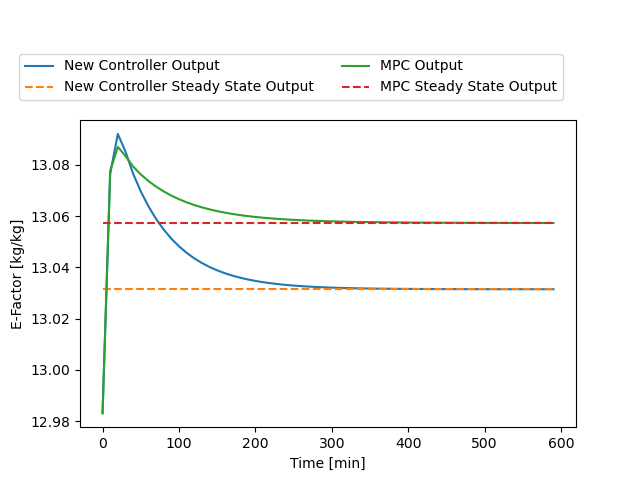 New Controller Output
New Controller Steady State Output
MPC Output
MPC Steady State Output
13.08
13.06
13.04
13.02
13.00
12.98
E-Factor [kg/kg]
0 100 200 300 400 500 600
Time [min]